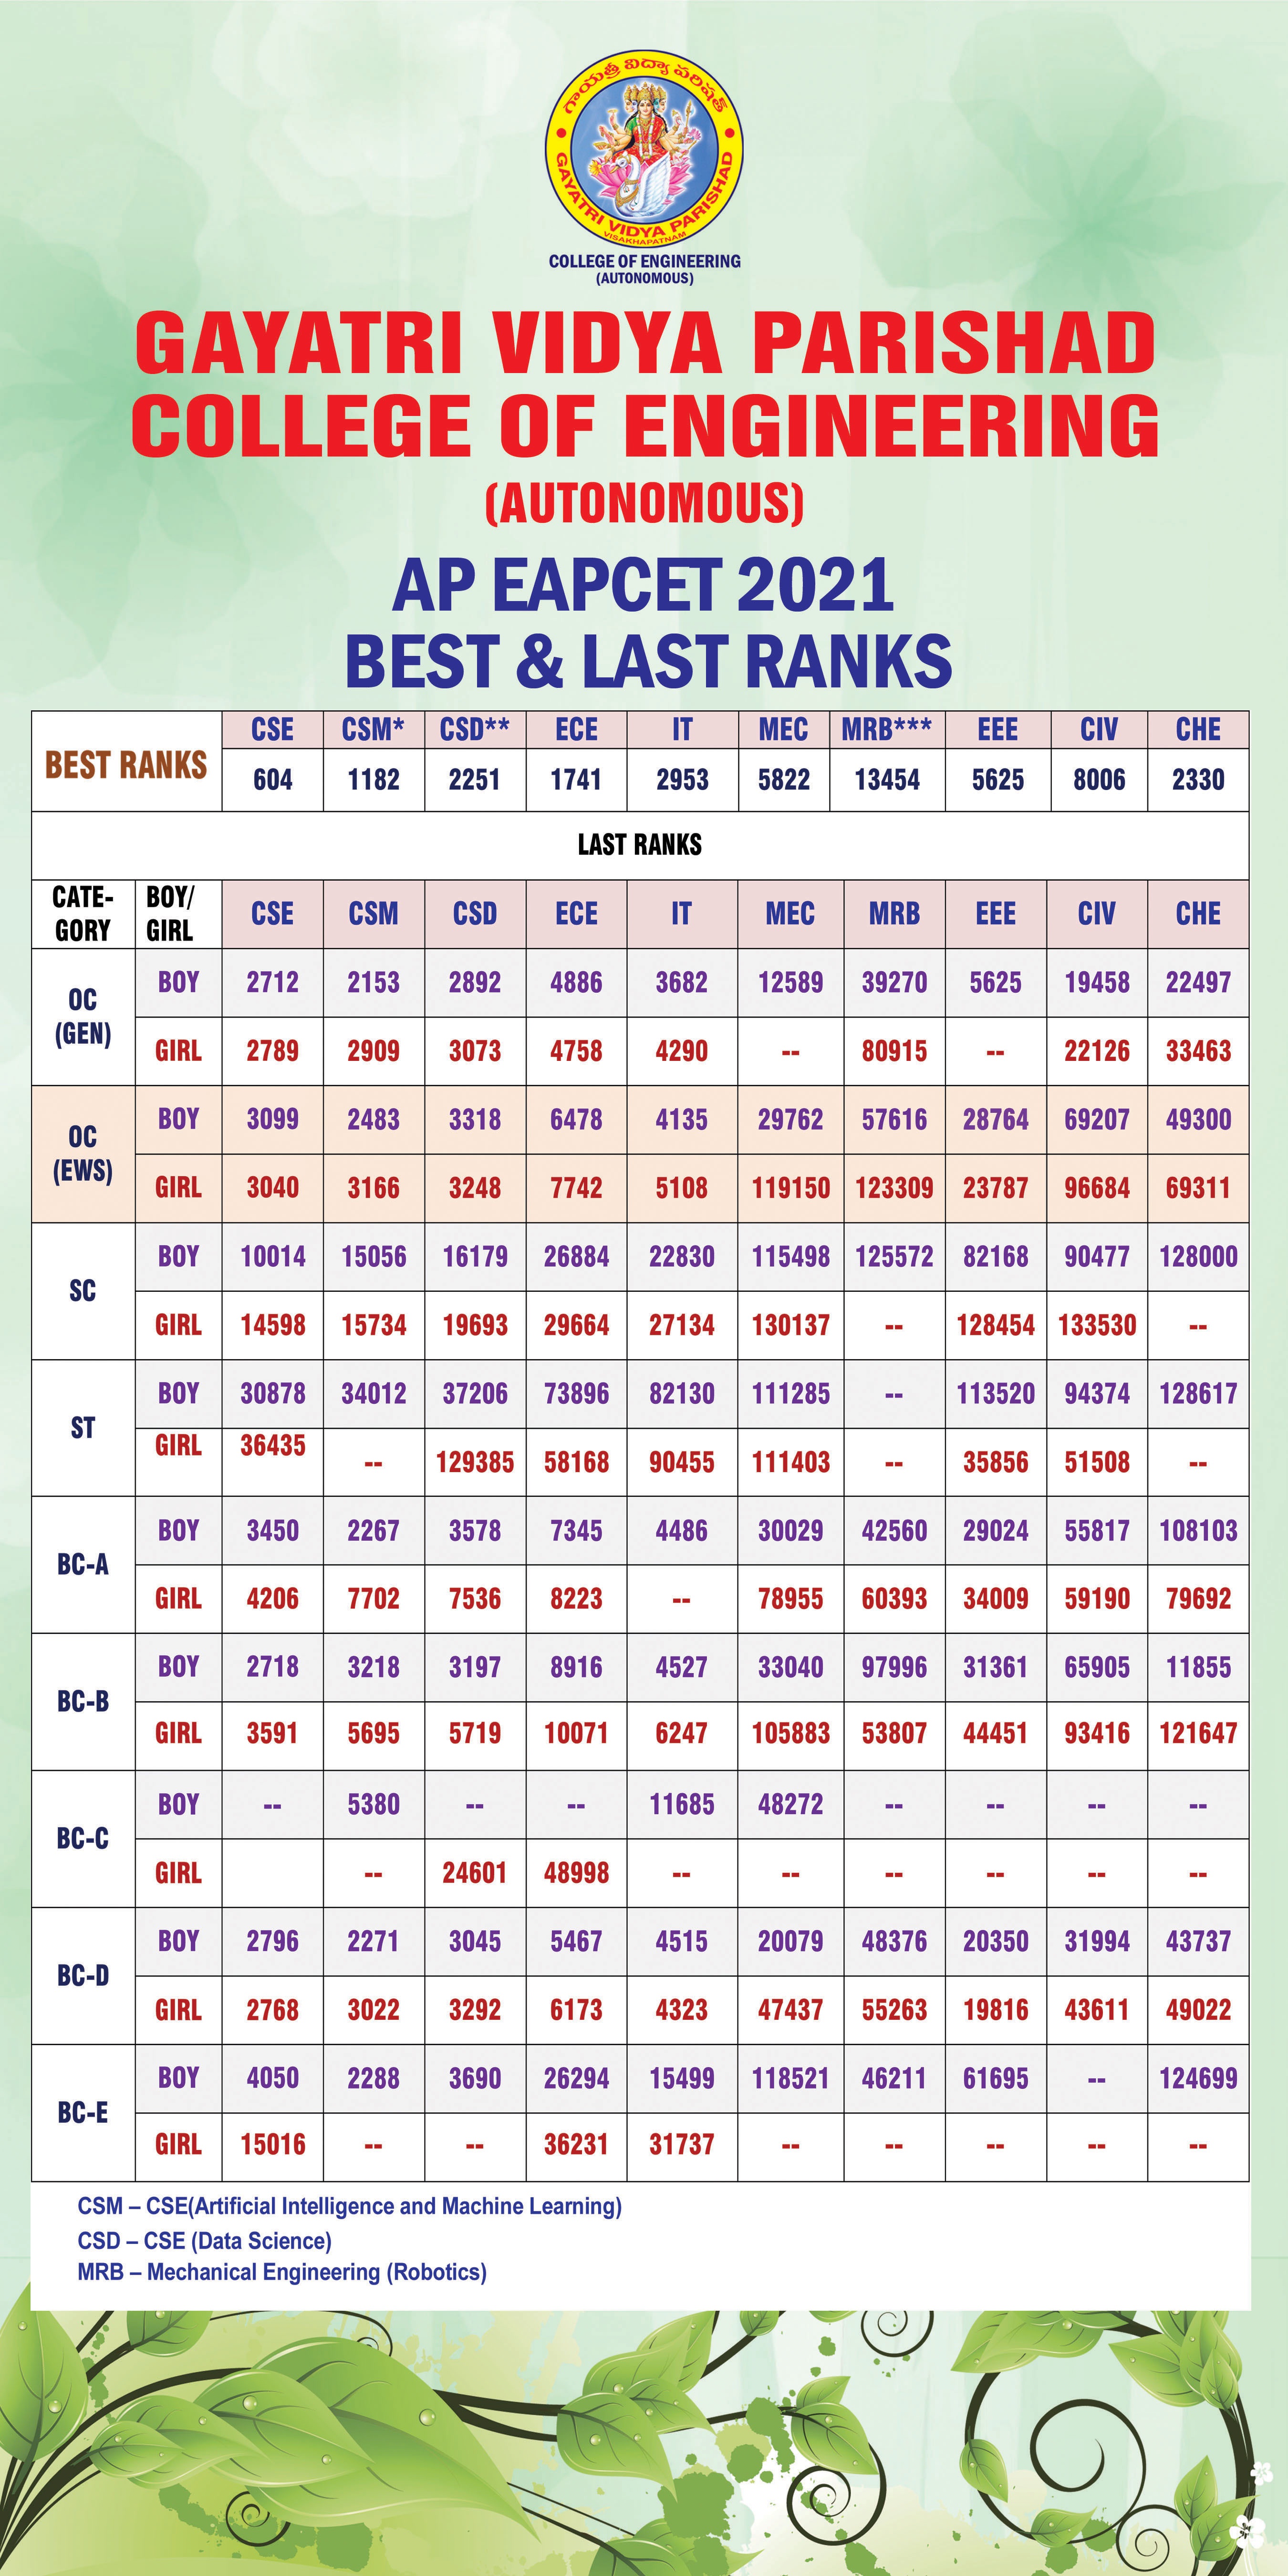 గాయత్రీ విద్యా పరిషత్
GAYATRI VIDYA PARISHAD
VISAKHAPATNAM
COLLEGE OF ENGINEERING
(AUTONOMOUS)
GAYATRI VIDYA PARISHAD
COLLEGE OF ENGINEERING
(AUTONOMOUS)
AP EAPCET 2021
BEST & LAST RANKS
BEST RANKS CSE CSM* CSD** ECE IT MEC MRB*** EEE CIV CHE
604 1182 2251 1741 2953 5822 13454 5625 8006 2330
LAST RANKS
CATE-GORY BOY/GIRL CSE CSM CSD ECE IT MEC MRB EEE CIV CHE
OC (GEN) BOY 2712 2153 2892 4886 3682 12589 39270 5625 19458 22497
GIRL 2789 2909 3073 4758 4290 -- 80915 -- 22126 33463
OC (EWS) BOY 3099 2483 3318 6478 4135 29762 57616 28764 69207 49300
GIRL 3040 3166 3248 7742 5108 119150 123309 23787 96684 69311
SC BOY 10014 15056 16179 26884 22830 115498 125572 82168 90477 128000
GIRL 14598 15734 19693 29664 27134 130137 -- 128454 133530 --
ST BOY 30878 34012 37206 73896 82130 111285 -- 113520 94374 128617
GIRL 36435 -- 129385 58168 90455 111403 -- 35856 51508 --
BC-A BOY 3450 2267 3578 7345 4486 30029 42560 29024 55817 108103
GIRL 4206 7702 7536 8223 -- 78955 60393 34009 59190 79692
BC-B BOY 2718 3218 3197 8916 4527 33040 97996 31361 65905 11855
GIRL 3591 5695 5719 10071 6247 105883 53807 44451 93416 121647
BC-C BOY -- 5380 -- -- 11685 48272 -- -- -- --
GIRL -- 24601 48998 -- -- -- -- -- --
BC-D BOY 2796 2271 3045 5467 4515 20079 48376 20350 31994 43737
GIRL 2768 3022 3292 6173 4323 47437 55263 19816 43611 49022
BC-E BOY 4050 2288 3690 26294 15499 118521 46211 61695 -- 124699
GIRL 15016 -- -- 36231 31737 -- -- -- -- --
CSM – CSE(Artificial Intelligence and Machine Learning)
CSD – CSE (Data Science)
MRB – Mechanical Engineering (Robotics)